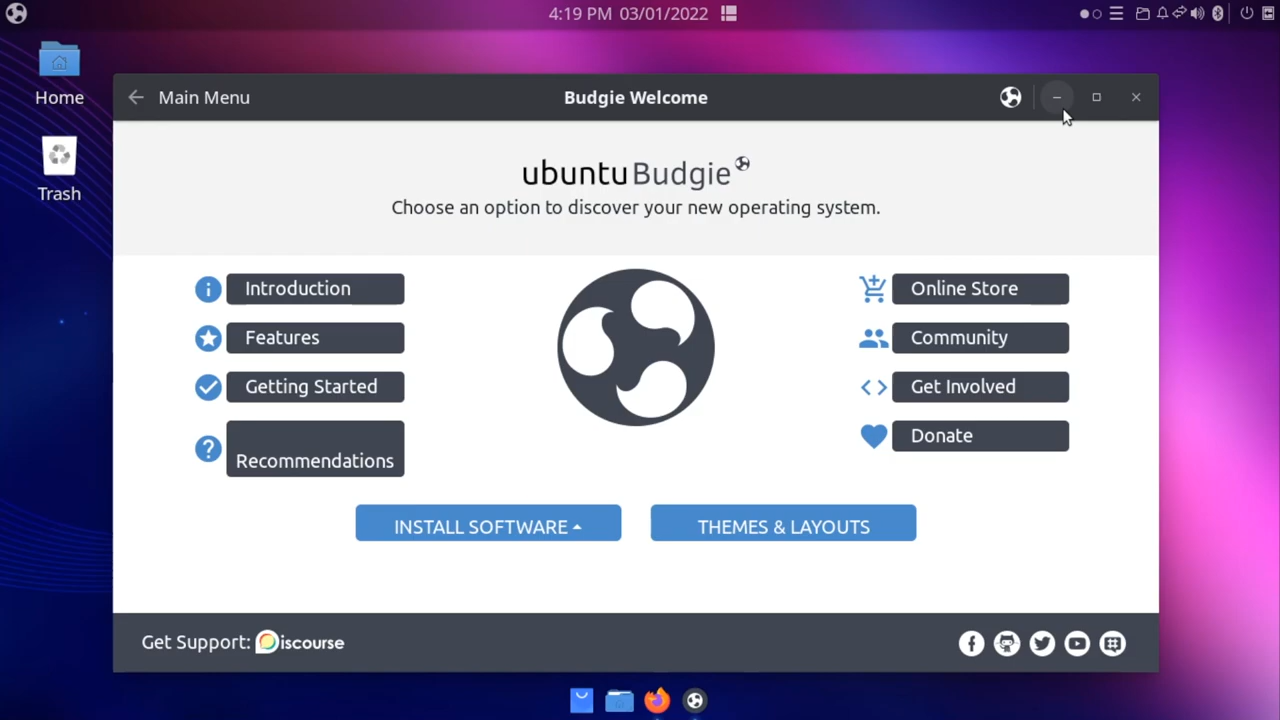 4:19 PM 03/01/2022
Home
Trash
Main Menu
Budgie Welcome
ubuntu Budgie
Choose an option to discover your new operating system.
Introduction
Features
Getting Started
Recommendations
Online Store
Community
Get Involved
Donate
INSTALL SOFTWARE
THEMES & LAYOUTS
Get Support: Discourse